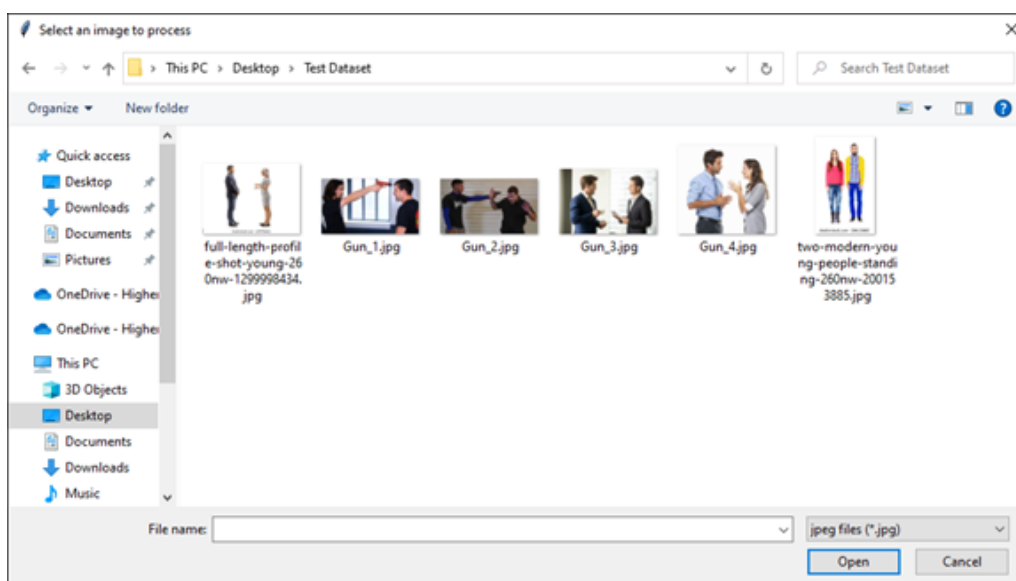 Select an image to process
This PC > Desktop > Test Dataset
Search Test Dataset
Organize
New folder
Quick access
Desktop
Downloads
Documents
Pictures
OneDrive - Higher
OneDrive - Higher
This PC
3D Objects
Desktop
Documents
Downloads
Music
full-length-profil
e-shot-young-26
0nw-1299998434.
jpg
Gun_1.jpg
Gun_2.jpg
Gun_3.jpg
Gun_4.jpg
two-modern-you
ng-people-standi
ng-260nw-20015
3885.jpg
File name:
jpeg files (*.jpg)
Open
Cancel